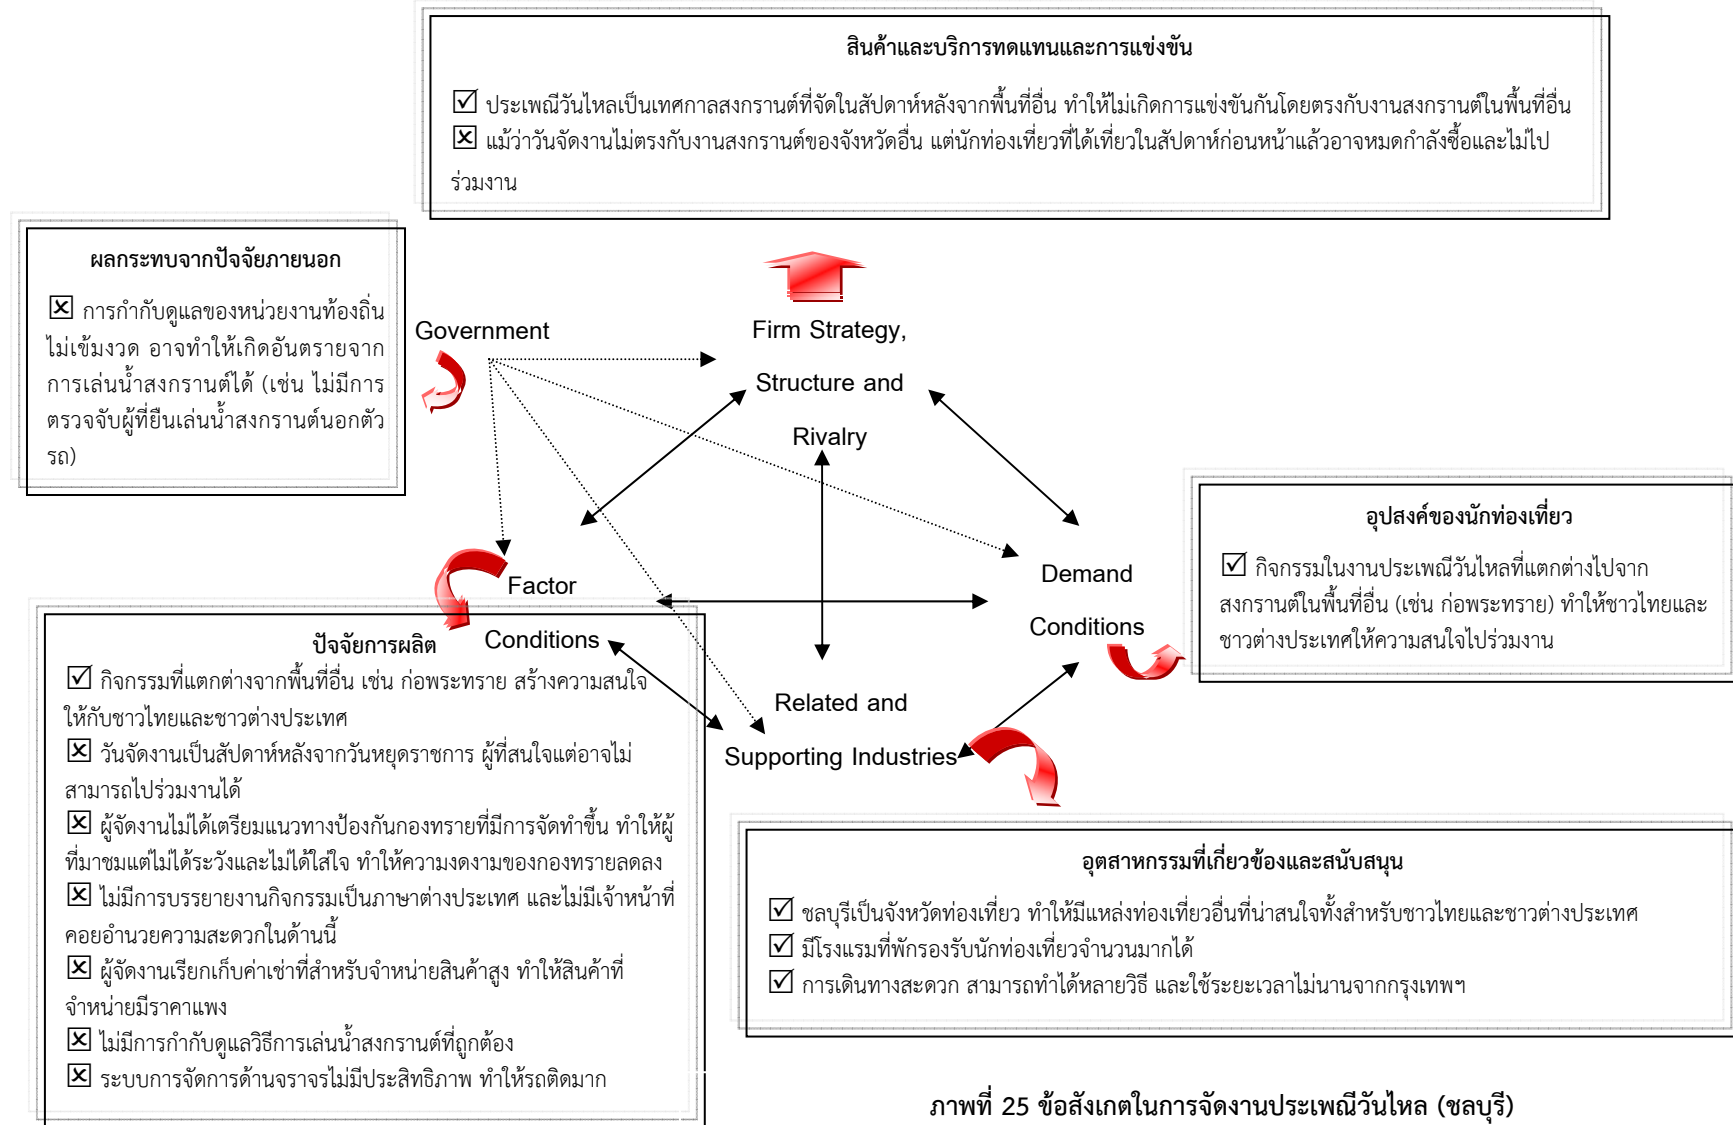 สินค้าและบริการทดแทนและการแข่งขัน
☑ ประเพณีวันไหลเป็นเทศกาลสงกรานต์ที่จัดในสัปดาห์หลังจากพื้นที่อื่น ทำให้ไม่เกิดการแข่งขันกันโดยตรงกับงานสงกรานต์ในพื้นที่อื่น
☒ แม้ว่าวันจัดงานไม่ตรงกับงานสงกรานต์ของจังหวัดอื่น แต่นักท่องเที่ยวที่ได้เที่ยวในสัปดาห์ก่อนหน้าแล้วอาจหมดกำลังซื้อและไม่ไป
ร่วมงาน
ผลกระทบจากปัจจัยภายนอก
☒ การกำกับดูแลของหน่วยงานท้องถิ่น
ไม่เข้มงวด อาจทำให้เกิดอันตรายจาก
การเล่นน้ำสงกรานต์ได้ (เช่น ไม่มีการ
ตรวจจับผู้ที่ยืนเล่นน้ำสงกรานต์นอกตัว
รถ)
Government
Firm Strategy,
Structure and
Rivalry
Factor
Conditions
Demand
Conditions
Related and
Supporting Industries
อุปสงค์ของนักท่องเที่ยว
☑ กิจกรรมในงานประเพณีวันไหลที่แตกต่างไปจาก
สงกรานต์ในพื้นที่อื่น (เช่น ก่อพระทราย) ทำให้ชาวไทยและ
ชาวต่างประเทศให้ความสนใจไปร่วมงาน
ปัจจัยการผลิต
☑ กิจกรรมที่แตกต่างจากพื้นที่อื่น เช่น ก่อพระทราย สร้างความสนใจ
ให้กับชาวไทยและชาวต่างประเทศ
☒ วันจัดงานเป็นสัปดาห์หลังจากวันหยุดราชการ ผู้ที่สนใจแต่อาจไม่
สามารถไปร่วมงานได้
☒ ผู้จัดงานไม่ได้เตรียมแนวทางป้องกันกองทรายที่มีการจัดทำขึ้น ทำให้ผู้
ที่มาชมแต่ไม่ได้ระวังและไม่ได้ใส่ใจ ทำให้ความงดงามของกองทรายลดลง
☒ ไม่มีการบรรยายงานกิจกรรมเป็นภาษาต่างประเทศ และไม่มีเจ้าหน้าที่
คอยอำนวยความสะดวกในด้านนี้
☒ ผู้จัดงานเรียกเก็บค่าเช่าที่สำหรับจำหน่ายสินค้าสูง ทำให้สินค้าที่
จำหน่ายมีราคาแพง
☒ ไม่มีการกำกับดูแลวิธีการเล่นน้ำสงกรานต์ที่ถูกต้อง
☒ ระบบการจัดการด้านจราจรไม่มีประสิทธิภาพ ทำให้รถติดมาก
อุตสาหกรรมที่เกี่ยวข้องและสนับสนุน
☑ ชลบุรีเป็นจังหวัดท่องเที่ยว ทำให้มีแหล่งท่องเที่ยวอื่นที่น่าสนใจทั้งสำหรับชาวไทยและชาวต่างประเทศ
☑ มีโรงแรมที่พักรองรับนักท่องเที่ยวจำนวนมากได้
☑ การเดินทางสะดวก สามารถทำได้หลายวิธี และใช้ระยะเวลาไม่นานจากกรุงเทพฯ
ภาพที่ 25 ข้อสังเกตในการจัดงานประเพณีวันไหล (ชลบุรี)